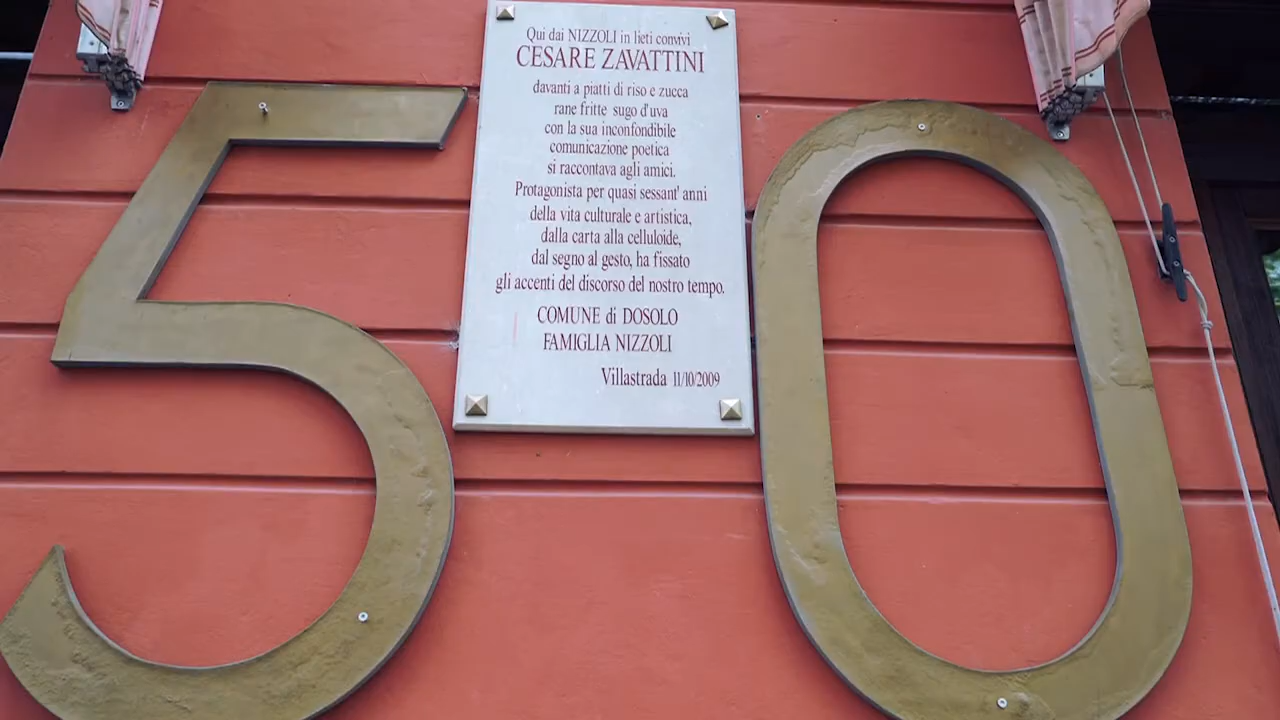 50
Qui dai NIZZOLI in lieti convivi
CESARE ZAVATTINI
davanti a piatti di riso e zucca
rane fritte sugo d'uva
con la sua inconfondibile
comunicazione poetica
si raccontava agli amici.
Protagonista per quasi sessant' anni
della vita culturale e artistica,
dalla carta alla celluloide,
dal segno al gesto, ha fissato
gli accenti del discorso del nostro tempo.
COMUNE di DOSOLO
FAMIGLIA NIZZOLI
Villastrada 11/10/2009